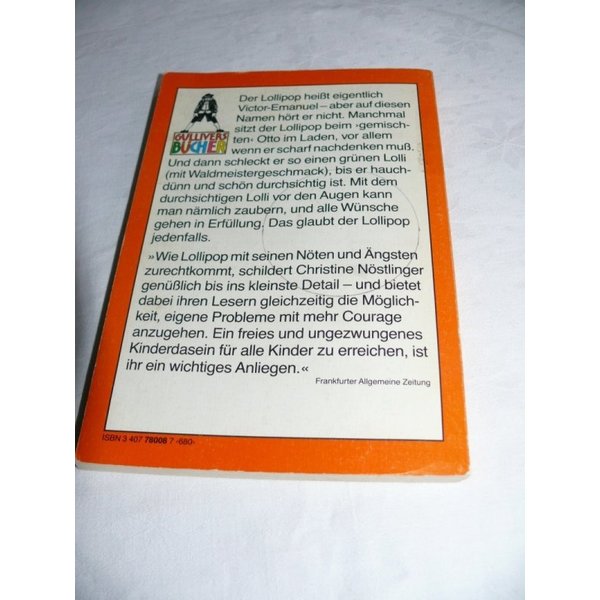 Der Lollipop heißt eigentlich
Victor-Emanuel – aber auf diesen
Namen hört er nicht. Manchmal
sitzt der Lollipop beim ›gemisch-
ten‹ Otto im Laden, vor allem
wenn er scharf nachdenken muß.
GULLIVERS
BÜCHER
Und dann schleckt er so einen grünen Lolli
(mit Waldmeistergeschmack), bis er hauch-
dünn und schön durchsichtig ist. Mit dem
durchsichtigen Lolli vor den Augen kann
man nämlich zaubern, und alle Wünsche
gehen in Erfüllung. Das glaubt der Lollipop
jedenfalls.
»Wie Lollipop mit seinen Nöten und Ängsten
zurechtkommt, schildert Christine Nöstlinger
genüßlich bis ins kleinste Detail – und bietet
dabei ihren Lesern gleichzeitig die Möglich-
keit, eigene Probleme mit mehr Courage
anzugehen. Ein freies und ungezwungenes
Kinderdasein für alle Kinder zu erreichen, ist
ihr ein wichtiges Anliegen.«
Frankfurter Allgemeine Zeitung
ISBN 3 407 78008 7 ‹680›